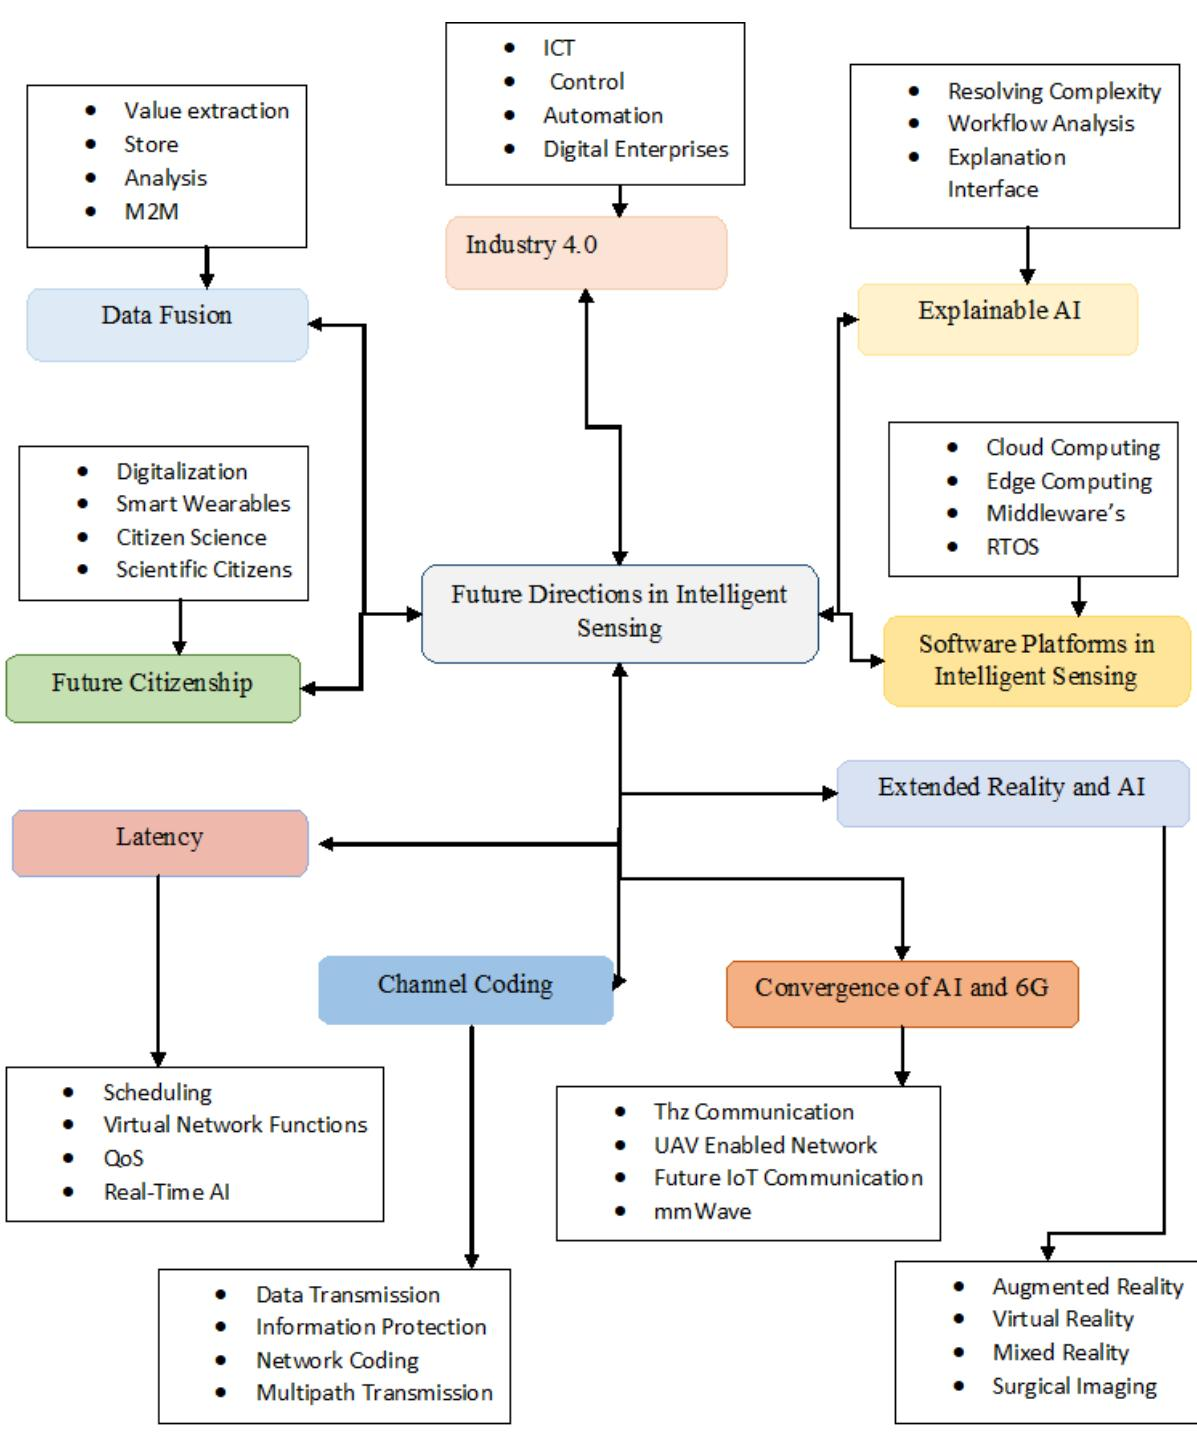 • ICT
• Control
• Automation
• Digital Enterprises
• Value extraction
• Store
• Analysis
• M2M
• Resolving Complexity
• Workflow Analysis
• Explanation
Interface
Industry 4.0
Data Fusion
Explainable AI
• Digitalization
• Smart Wearables
• Citizen Science
• Scientific Citizens
• Cloud Computing
• Edge Computing
• Middleware's
• RTOS
Future Directions in Intelligent
Sensing
Future Citizenship
Software Platforms in
Intelligent Sensing
Extended Reality and AI
Latency
Channel Coding
Convergence of AI and 6G
• Scheduling
• Virtual Network Functions
• QoS
• Real-Time AI
• Thz Communication
• UAV Enabled Network
• Future IoT Communication
• mmWave
• Data Transmission
• Information Protection
• Network Coding
• Multipath Transmission
• Augmented Reality
• Virtual Reality
• Mixed Reality
• Surgical Imaging